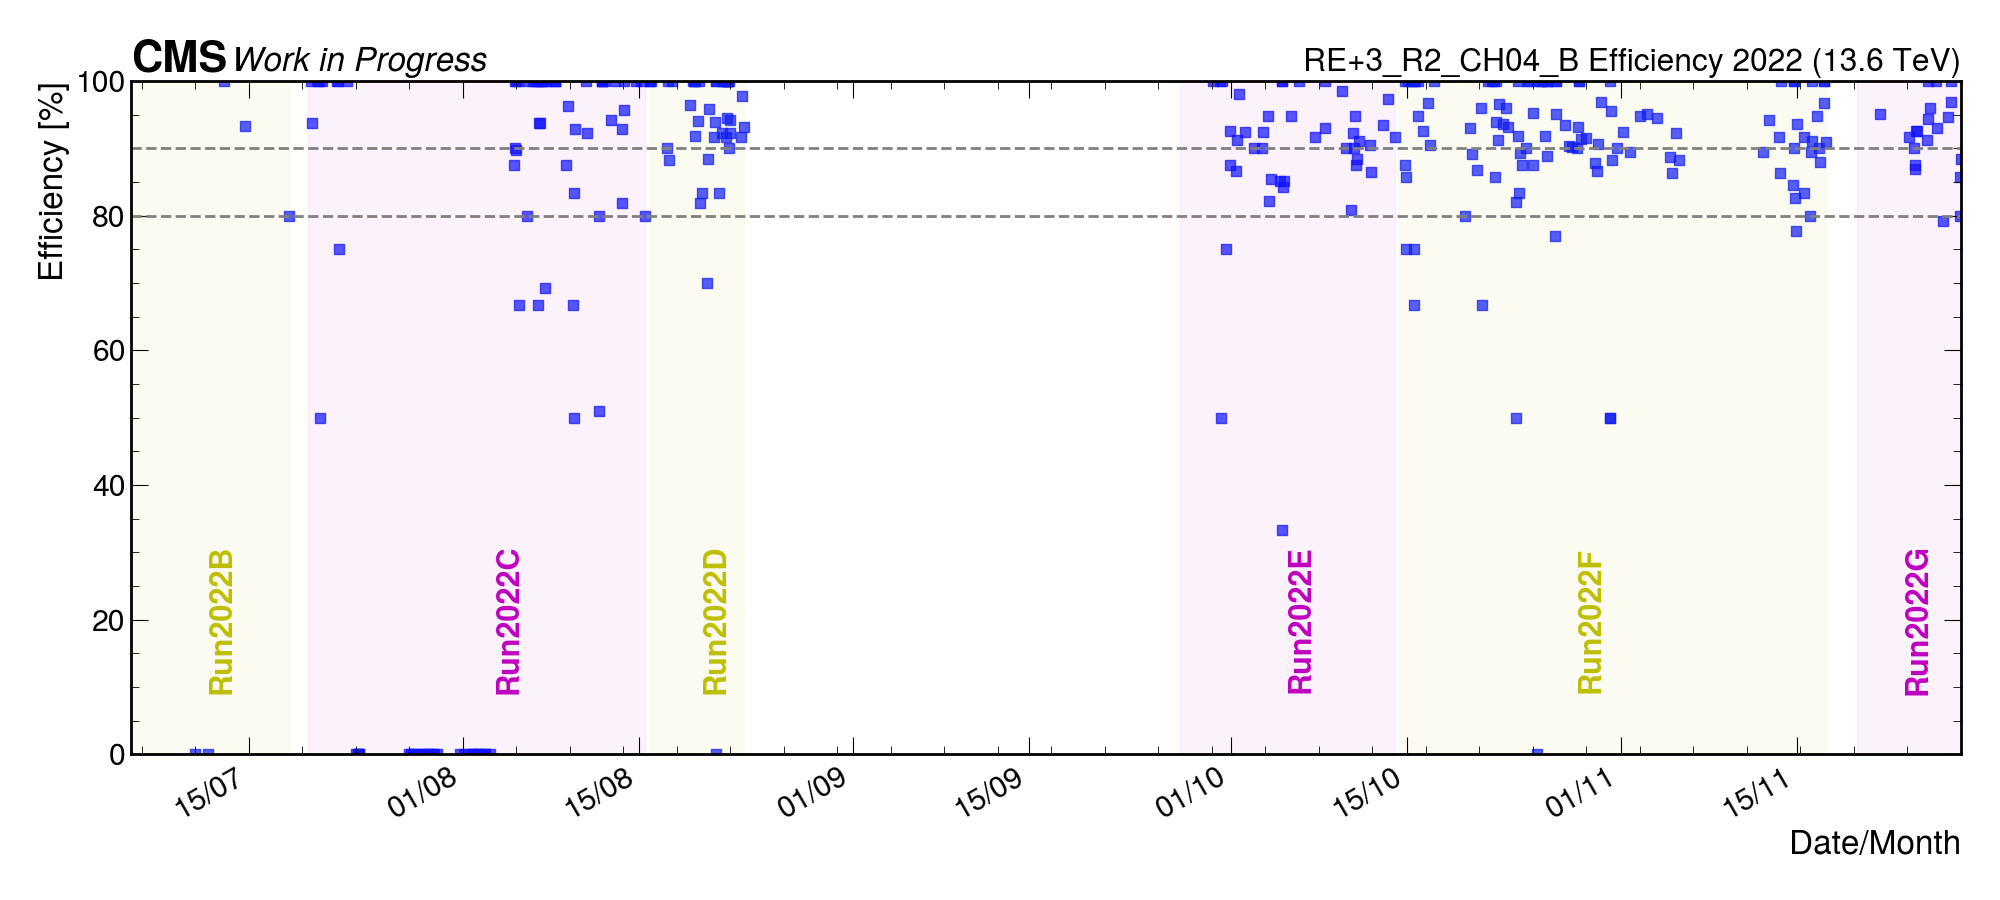 CMS Work in Progress
RE+3_R2_CH04_B Efficiency 2022 (13.6 TeV)
Efficiency [%]
100
80
60
40
20
0
Run2022B
Run2022C
Run2022D
Run2022E
Run2022F
Run2022G
15/07
01/08
15/08
01/09
15/09
01/10
15/10
01/11
15/11
Date/Month